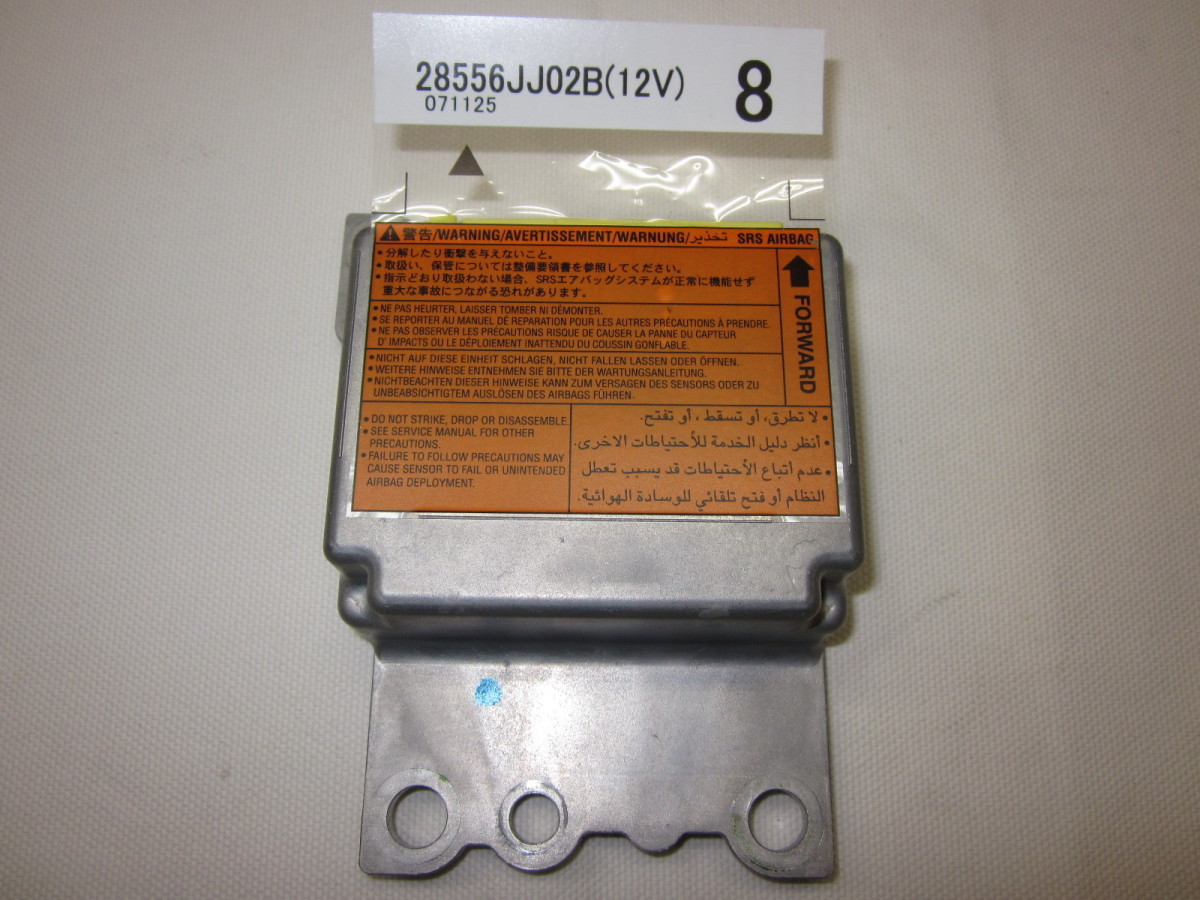 28556JJ02B(12V) 8
071125
警告/WARNING/AVERTISSEMENT/WARNUNG/تحذير SRS AIRBAG
FORWARD
•分解したり衝撃を与えないこと。
•取扱い、保管については整備要領書を参照してください。
•指示どおり取扱わない場合、SRSエアバッグシステムが正常に機能せず
重大な事故につながる恐れがあります。
•NE PAS HEURTER, LAISSER TOMBER NI DÉMONTER.
•SE REPORTER AU MANUEL DE REPARATION POUR LES AUTRES PRÉCAUTIONS À PRENDRE.
•NE PAS OBSERVER LES PRÉCAUTIONS RISQUE DE CAUSER LA PANNE DU CAPTEUR
D' IMPACTS OU LE DÉPLOIEMENT INATTENDU DU COUSSIN GONFLABLE.
•NICHT AUF DIESE EINHEIT SCHLAGEN, NICHT FALLEN LASSEN ODER ÖFFNEN.
•WEITERE HINWEISE ENTNEHMEN SIE BITTE DER WARTUNGSANLEITUNG.
•NICHTBEACHTEN DIESER HINWEISE KANN ZUM VERSAGEN DES SENSORS ODER ZU
UNBEABSICHTIGTEM AUSLÖSEN DES AIRBAGS FÜHREN.
•DO NOT STRIKE, DROP OR DISASSEMBLE.
•SEE SERVICE MANUAL FOR OTHER
PRECAUTIONS.
•FAILURE TO FOLLOW PRECAUTIONS MAY
CAUSE SENSOR TO FAIL OR UNINTENDED
AIRBAG DEPLOYMENT.
•لا تطرق، أو تسقط ، أو تفتح.
•أنظر دليل الخدمة للأحتياطات الاخرى.
•عدم أتباع الأحتياطات قد يسبب تعطل
النظام أو فتح تلقائي للوسادة الهوائية.